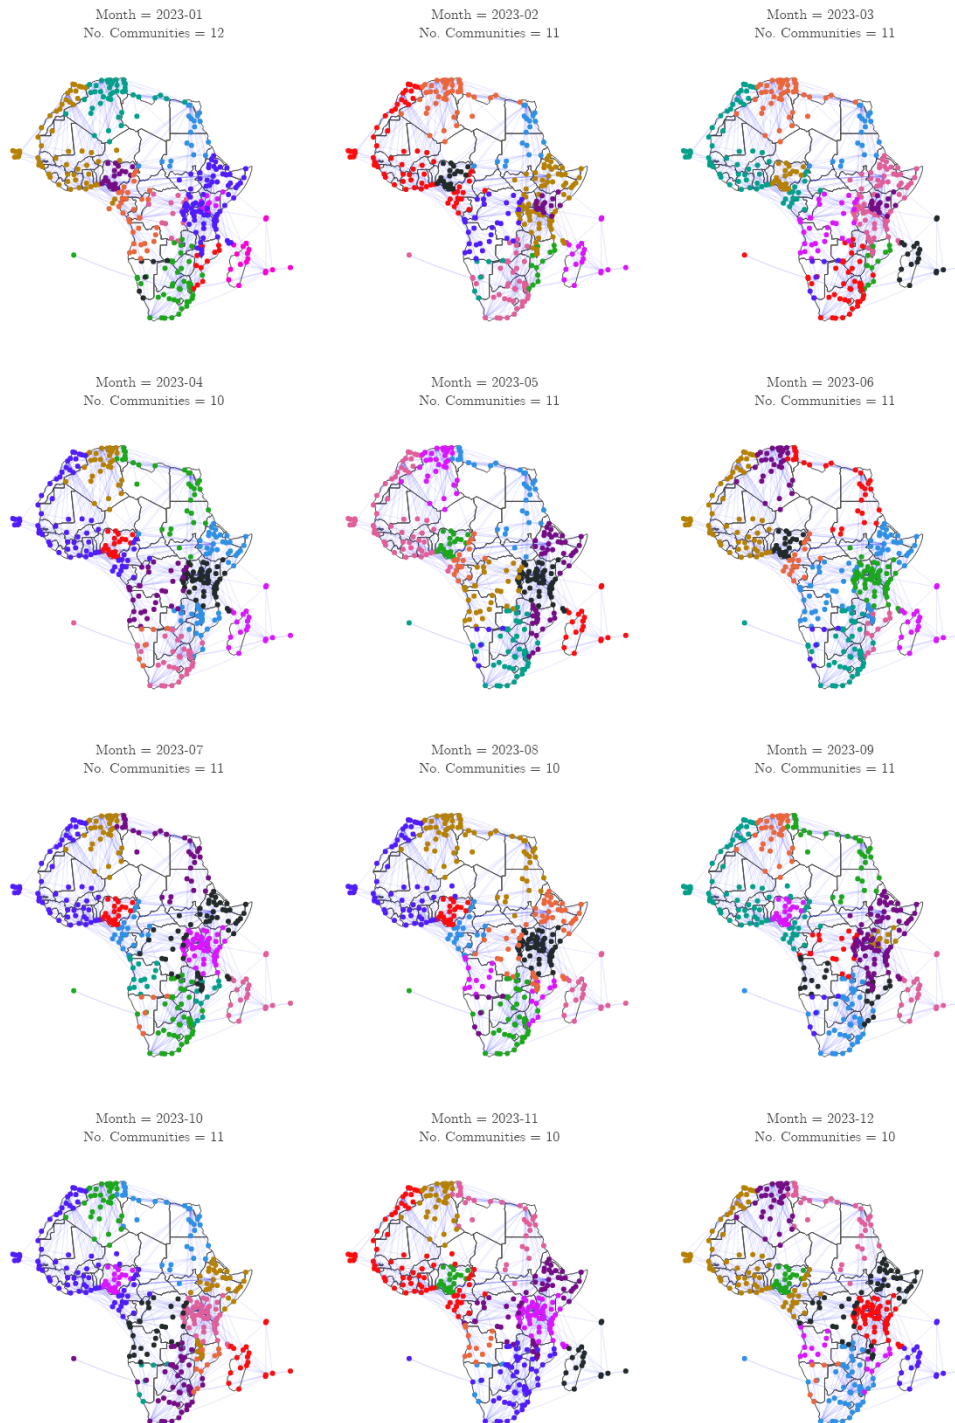 Month = 2023-01
No. Communities = 12
Month = 2023-02
No. Communities = 11
Month = 2023-03
No. Communities = 11
Month = 2023-04
No. Communities = 10
Month = 2023-05
No. Communities = 11
Month = 2023-06
No. Communities = 11
Month = 2023-07
No. Communities = 11
Month = 2023-08
No. Communities = 10
Month = 2023-09
No. Communities = 11
Month = 2023-10
No. Communities = 11
Month = 2023-11
No. Communities = 10
Month = 2023-12
No. Communities = 10